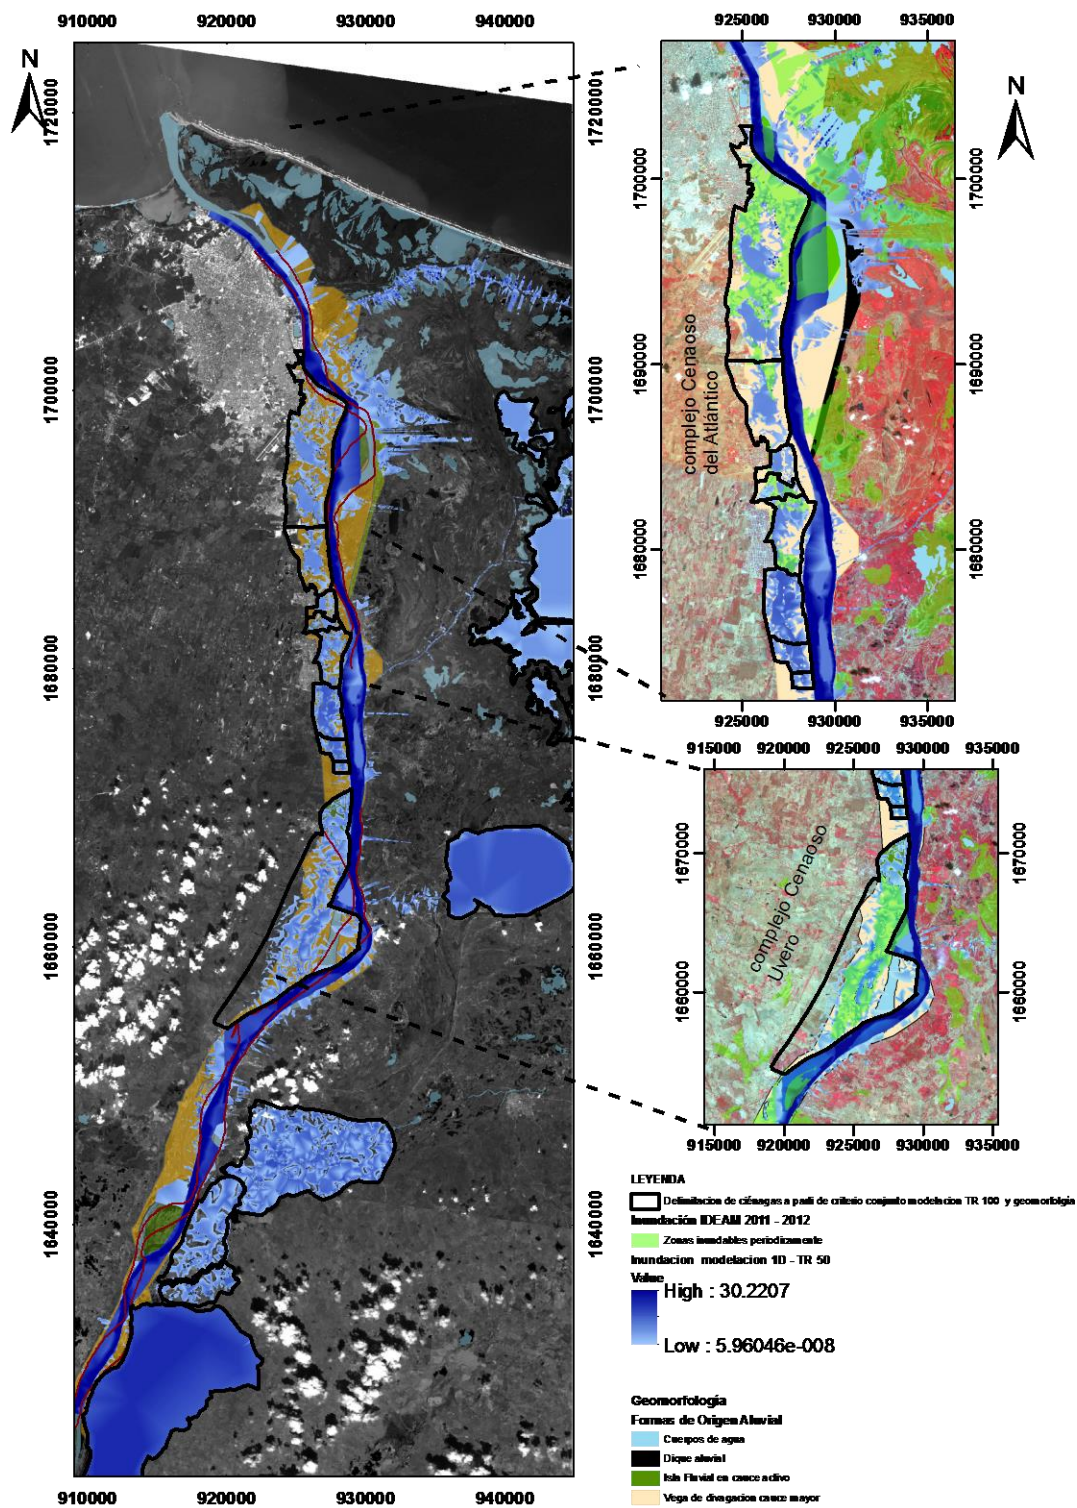 910000 920000 930000 940000
N
1720000
1700000
1680000
1660000
1640000
1720000
1700000
1680000
1660000
1640000
910000 920000 930000 940000
925000 930000 935000
N
1700000
1690000
1680000
1700000
1690000
1680000
complejo Cenaoso
del Atlántico
925000 930000 935000
915000 920000 925000 930000 935000
1670000
1660000
1670000
1660000
complejo Cenaoso
Uvero
915000 920000 925000 930000 935000
LEYENDA
Delimitacion de ciénagas a parti de criterio conjunto modelacion TR 100 y geomorfologia
Inundación IDEAM 2011 - 2012
Zonas inundables periodicamente
Inundacion modelacion 1D - TR 50
Value
High : 30.2207
Low : 5.96046e-008
Geomorfología
Formas de Origen Aluvial
Cuerpos de agua
Dique aluvial
Isla Fluvial en cauce activo
Vega de divagacion cauce mayor